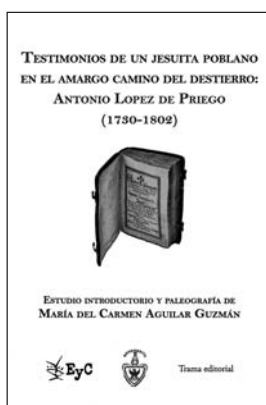 TESTIMONIOS DE UN JESUITA POBLANO
EN EL AMARGO CAMINO DEL DESTIERRO:
ANTONIO LOPEZ DE PRIEGO
(1730-1802)
ESTUDIO INTRODUCTORIO Y PALEOGRAFÍA DE
MARÍA DEL CARMEN AGUILAR GUZMÁN
EyC
Trama editorial